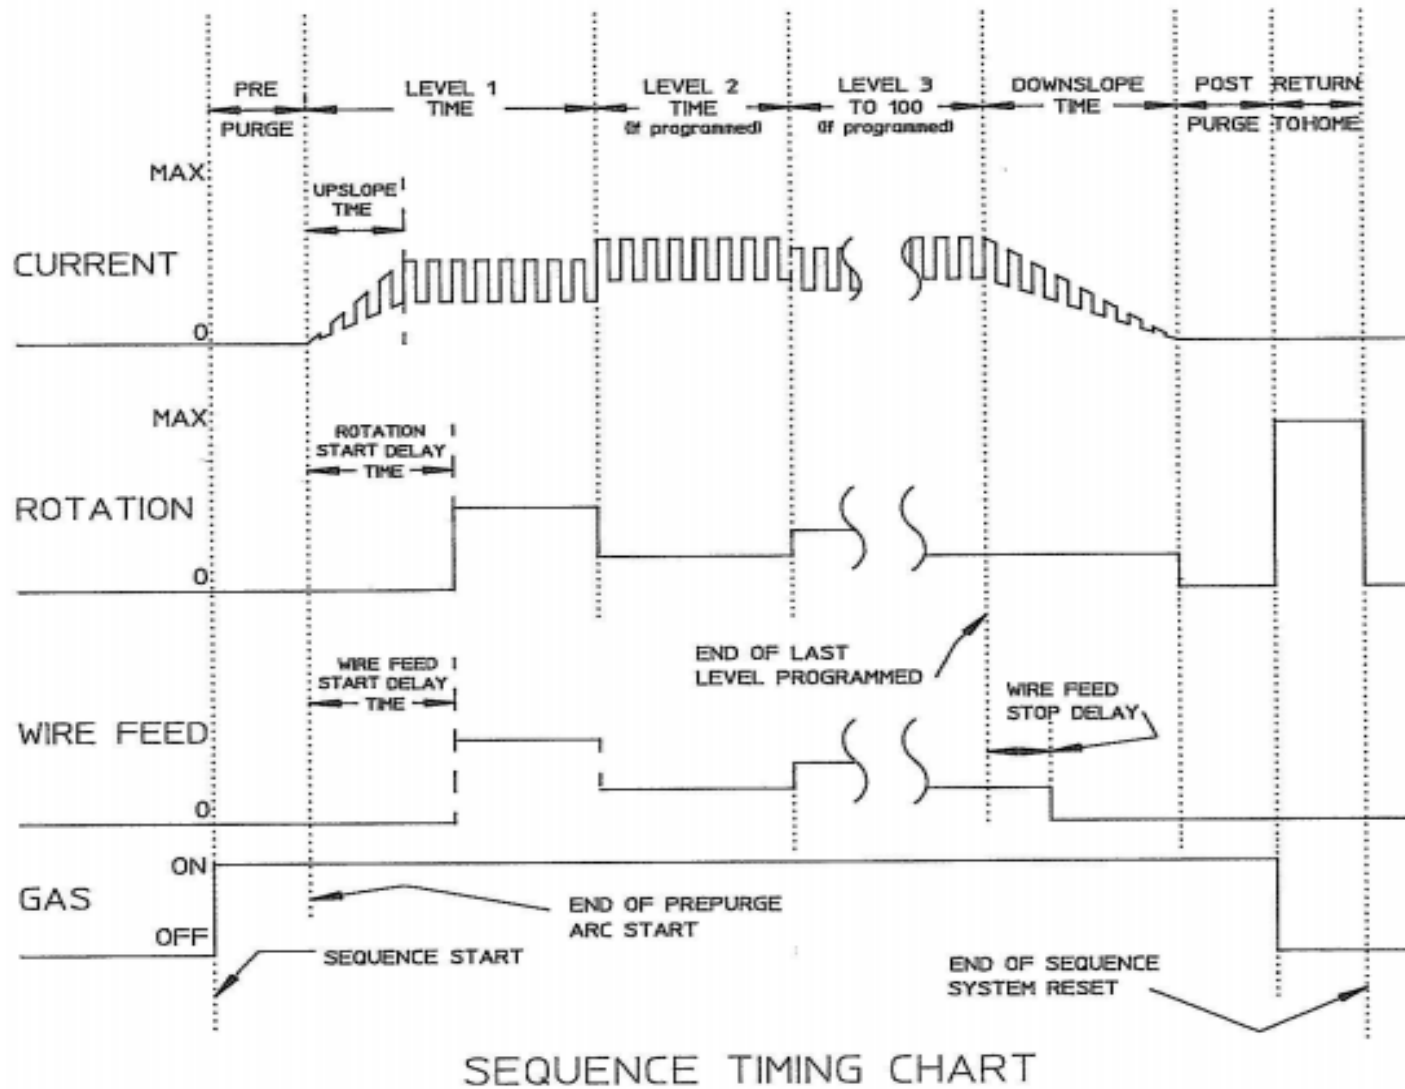 PRE
PURGE
LEVEL 1
TIME
LEVEL 2
TIME
(If programmed)
LEVEL 3
TO 100
(If programmed)
DOWNSLOPE
TIME
POST
PURGE
RETURN
TO HOME
MAX
UPSLOPE
TIME
CURRENT
0
MAX
ROTATION
START DELAY
TIME
ROTATION
0
END OF LAST
LEVEL PROGRAMMED
WIRE FEED
START DELAY
TIME
WIRE FEED
STOP DELAY
WIRE FEED
0
ON
GAS
OFF
END OF PREPURGE
ARC START
SEQUENCE START
END OF SEQUENCE
SYSTEM RESET
SEQUENCE TIMING CHART